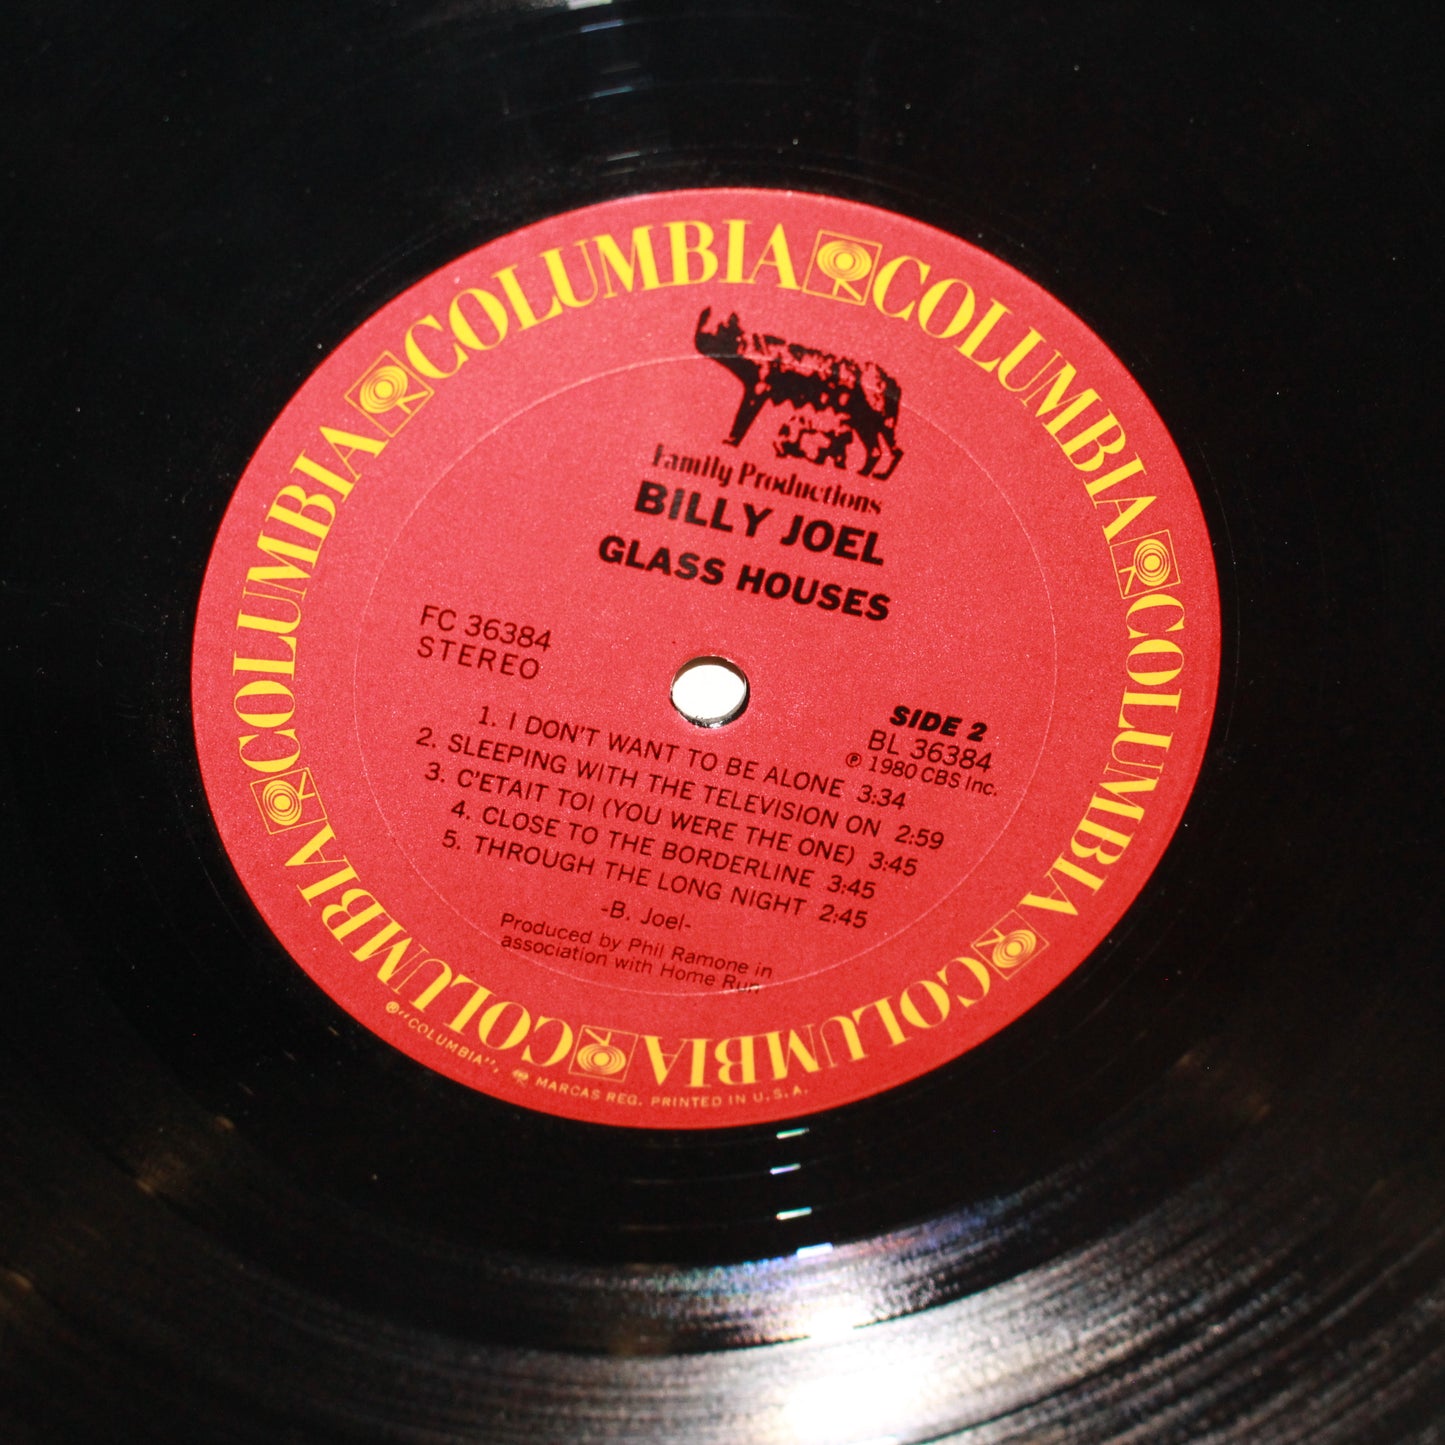 COLUMBIA COLUMBIA COLUMBIA COLUMBIA COLUMBIA COLUMBIA
Family Productions
BILLY JOEL
GLASS HOUSES
FC 36384
STEREO
SIDE 2
BL 36384
℗ 1980 CBS Inc.
1. I DON'T WANT TO BE ALONE 3:34
2. SLEEPING WITH THE TELEVISION ON 2:59
3. C'ETAIT TOI (YOU WERE THE ONE) 3:45
4. CLOSE TO THE BORDERLINE 3:45
5. THROUGH THE LONG NIGHT 2:45
-B. Joel-
Produced by Phil Ramone in
association with Home Run
®"COLUMBIA", MARCAS REG. PRINTED IN U.S.A.